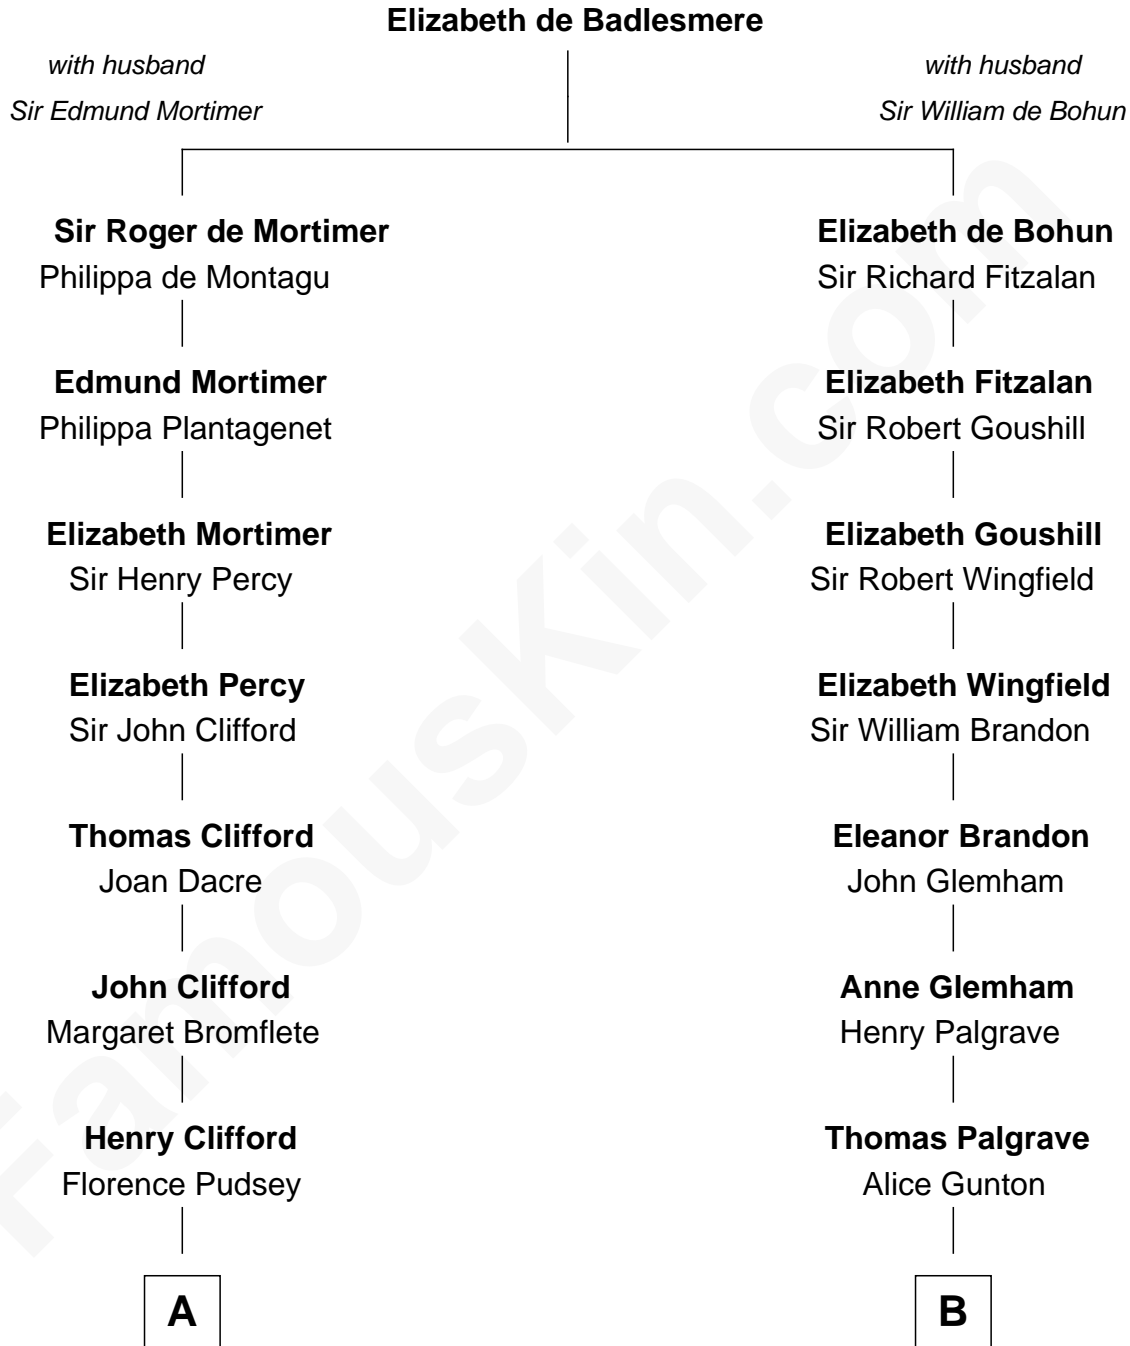 Elizabeth de Badlesmere
with husband
Sir Edmund Mortimer
with husband
Sir William de Bohun
Sir Roger de Mortimer
Philippa de Montagu
Elizabeth de Bohun
Sir Richard Fitzalan
Edmund Mortimer
Philippa Plantagenet
Elizabeth Fitzalan
Sir Robert Goushill
Elizabeth Mortimer
Sir Henry Percy
Elizabeth Goushill
Sir Robert Wingfield
Elizabeth Percy
Sir John Clifford
Elizabeth Wingfield
Sir William Brandon
Thomas Clifford
Joan Dacre
Eleanor Brandon
John Glemham
John Clifford
Margaret Bromflete
Anne Glemham
Henry Palgrave
Henry Clifford
Florence Pudsey
Thomas Palgrave
Alice Gunton
A
B
FamousKin.com